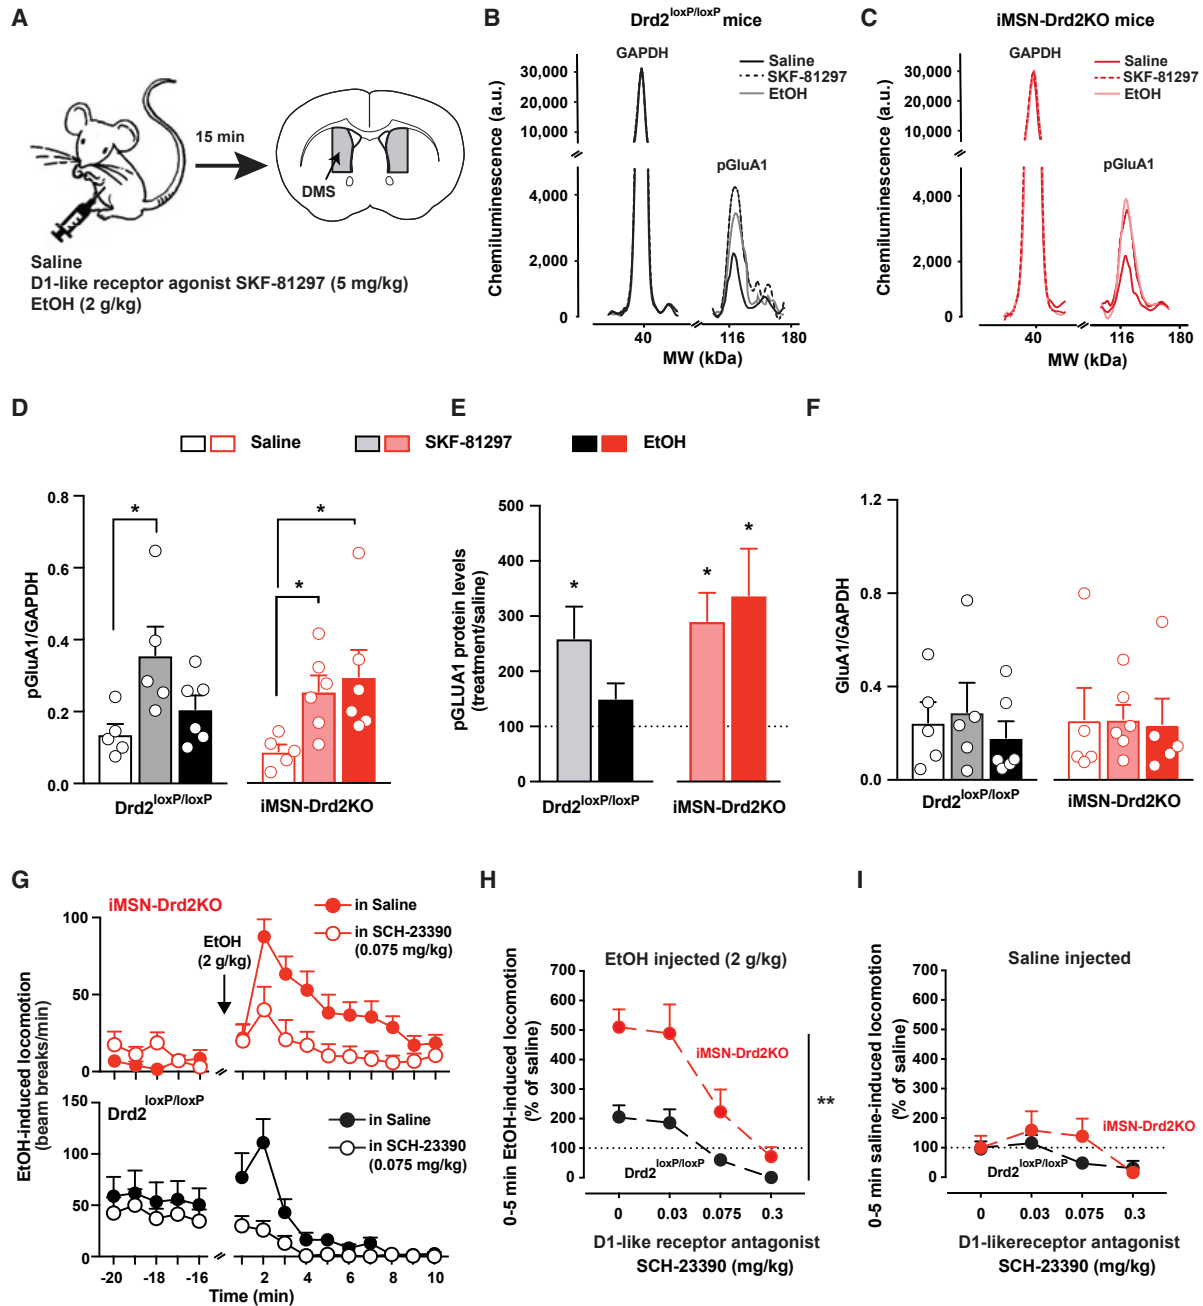 A
15 min
DMS
Saline
D1-like receptor agonist SKF-81297 (5 mg/kg)
EtOH (2 g/kg)
B
Drd2loxP/loxP mice
GAPDH
Saline
SKF-81297
EtOH
pGluA1
Chemiluminescence (a.u.)
30,000
20,000
10,000
4,000
2,000
0
40
116
180
MW (kDa)
C
iMSN-Drd2KO mice
GAPDH
Saline
SKF-81297
EtOH
pGluA1
Chemiluminescence (a.u.)
30,000
20,000
10,000
4,000
2,000
0
40
116
180
MW (kDa)
D
E
F
Saline
SKF-81297
EtOH
pGluA1/GAPDH
0.8
0.6
0.4
0.2
0.0
*
*
*
Drd2loxP/loxP
iMSN-Drd2KO
pGLUA1 protein levels
(treatment/saline)
500
400
300
200
100
0
*
*
*
Drd2loxP/loxP
iMSN-Drd2KO
GluA1/GAPDH
1.2
0.8
0.4
0.0
Drd2loxP/loxP
iMSN-Drd2KO
G
iMSN-Drd2KO
in Saline
in SCH-23390
(0.075 mg/kg)
EtOH
(2 g/kg)
100
50
0
EtOH-induced locomotion
(beam breaks/min)
Drd2loxP/loxP
in Saline
in SCH-23390
(0.075 mg/kg)
150
100
50
0
-20
-18
-16
2
4
6
8
10
Time (min)
H
EtOH injected (2 g/kg)
0-5 min EtOH-induced locomotion
(% of saline)
700
600
500
400
300
200
100
0
iMSN-Drd2KO
Drd2loxP/loxP
**
0
0.03
0.075
0.3
D1-like receptor antagonist
SCH-23390 (mg/kg)
I
Saline injected
0-5 min saline-induced locomotion
(% of saline)
700
600
500
400
300
200
100
0
iMSN-Drd2KO
Drd2loxP/loxP
0
0.03
0.075
0.3
D1-likereceptor antagonist
SCH-23390 (mg/kg)